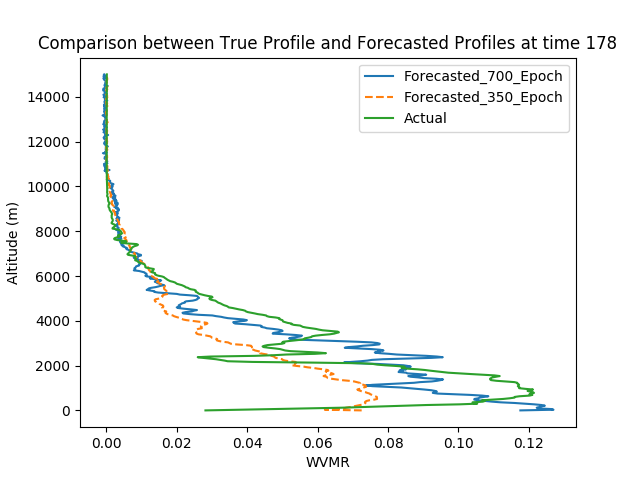 Comparison between True Profile and Forecasted Profiles at time 178
Forecasted_700_Epoch
Forecasted_350_Epoch
Actual
14000
12000
10000
8000
6000
4000
2000
0
Altitude (m)
0.00 0.02 0.04 0.06 0.08 0.10 0.12
WVMR